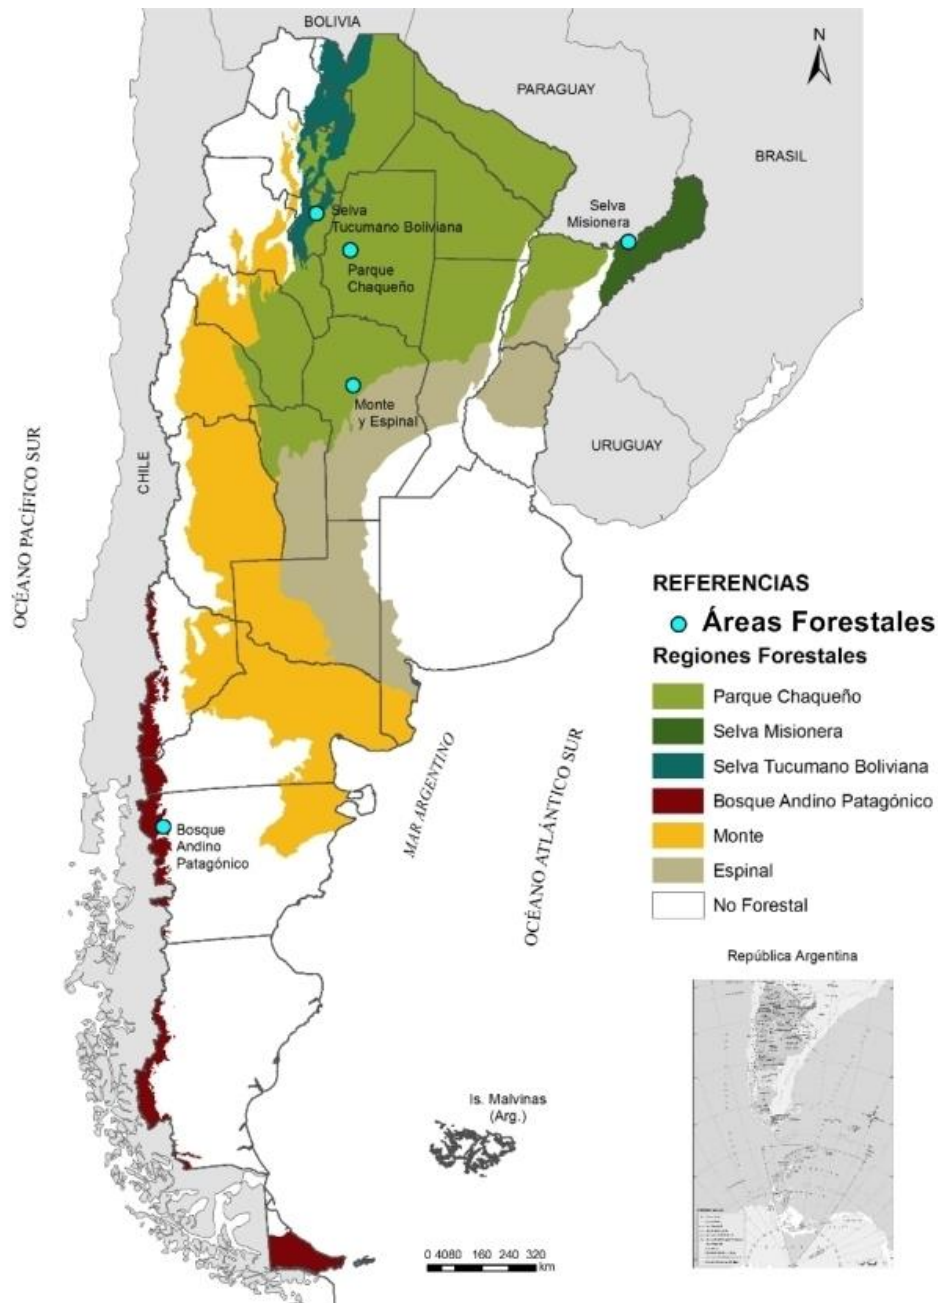 BOLIVIA
N
PARAGUAY
BRASIL
Selva
Misionera
Selva
Tucumano Boliviana
Parque
Chaqueño
Monte
y Espinal
URUGUAY
CHILE
OCÉANO PACÍFICO SUR
REFERENCIAS
Áreas Forestales
Regiones Forestales
Parque Chaqueño
Selva Misionera
Selva Tucumano Boliviana
Bosque Andino Patagónico
Monte
Espinal
No Forestal
MAR ARGENTINO
OCÉANO ATLÁNTICO SUR
Bosque
Andino
Patagónico
República Argentina
Is. Malvinas
(Arg.)
0 4080 160 240 320
km